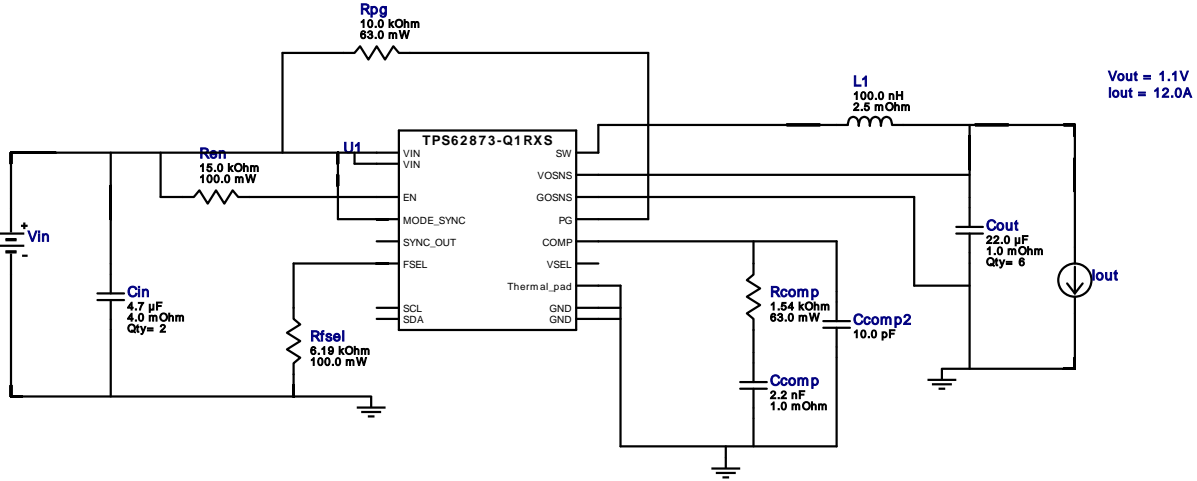 Rpg
10.0 kOhm
63.0 mW
L1
100.0 nH
2.5 mOhm
Vout = 1.1V
Iout = 12.0A
TPS62873-Q1RXS
U1
Ren
15.0 kOhm
100.0 mW
VIN
VIN
EN
MODE_SYNC
SYNC_OUT
FSEL
SCL
SDA
SW
VOSNS
GOSNS
PG
COMP
VSEL
Thermal_pad
GND
GND
+
Vin
-
Cin
4.7 µF
4.0 mOhm
Qty= 2
Rfsel
6.19 kOhm
100.0 mW
Rcomp
1.54 kOhm
63.0 mW
Ccomp2
10.0 pF
Ccomp
2.2 nF
1.0 mOhm
Cout
22.0 µF
1.0 mOhm
Qty= 6
Iout